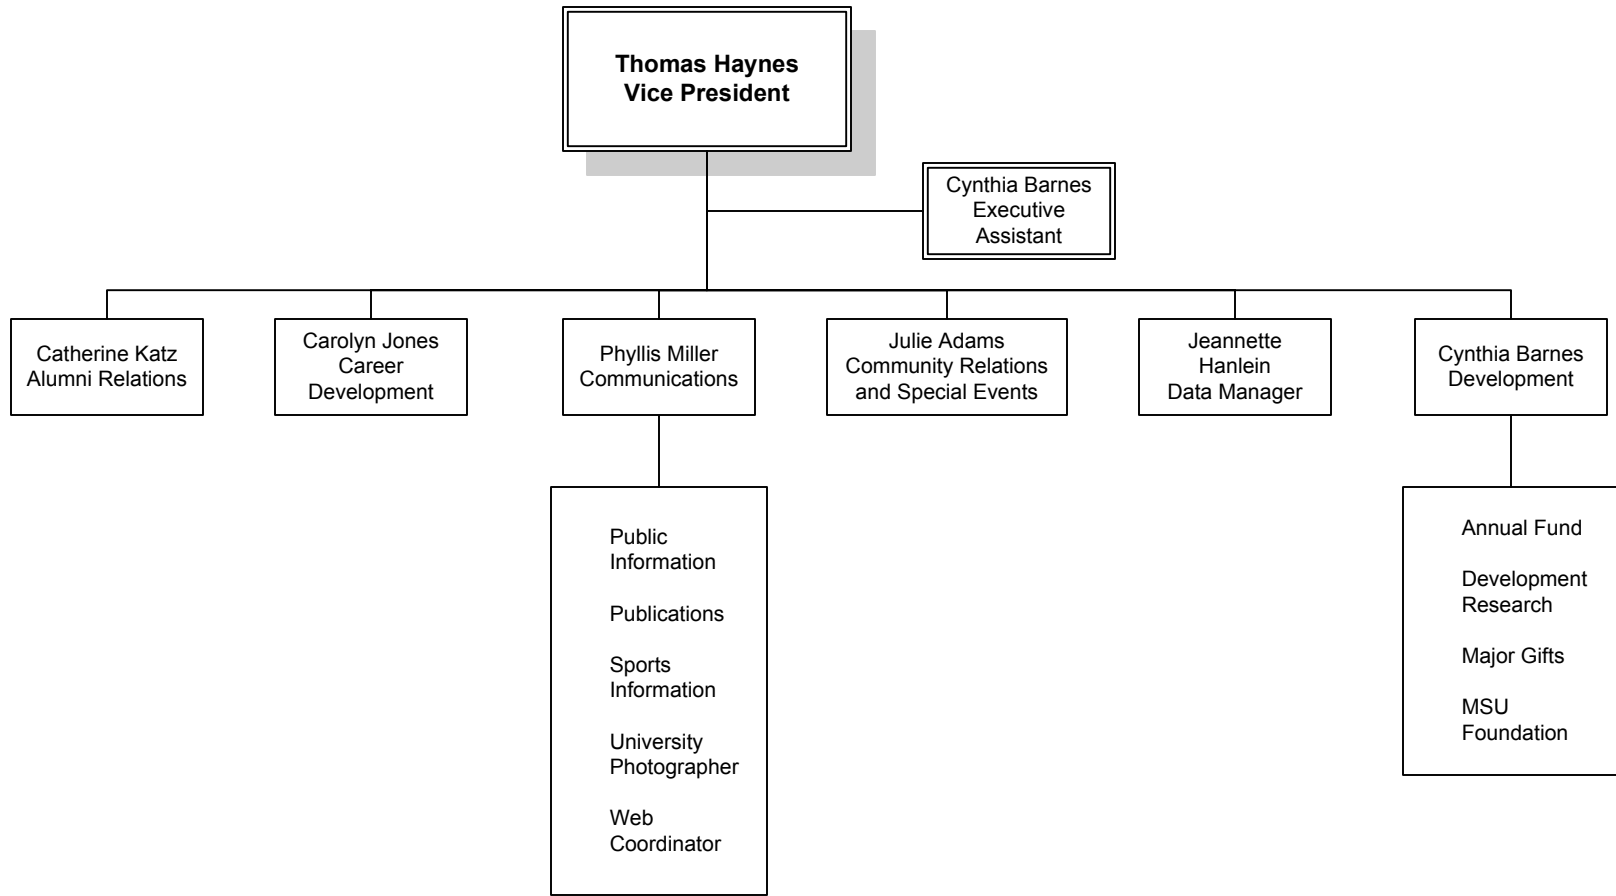 Thomas Haynes
Vice President
Cynthia Barnes
Executive
Assistant
Catherine Katz
Alumni Relations
Carolyn Jones
Career
Development
Phyllis Miller
Communications
Julie Adams
Community Relations
and Special Events
Jeannette
Hanlein
Data Manager
Cynthia Barnes
Development
Public
Information
Publications
Sports
Information
University
Photographer
Web
Coordinator
Annual Fund
Development
Research
Major Gifts
MSU
Foundation